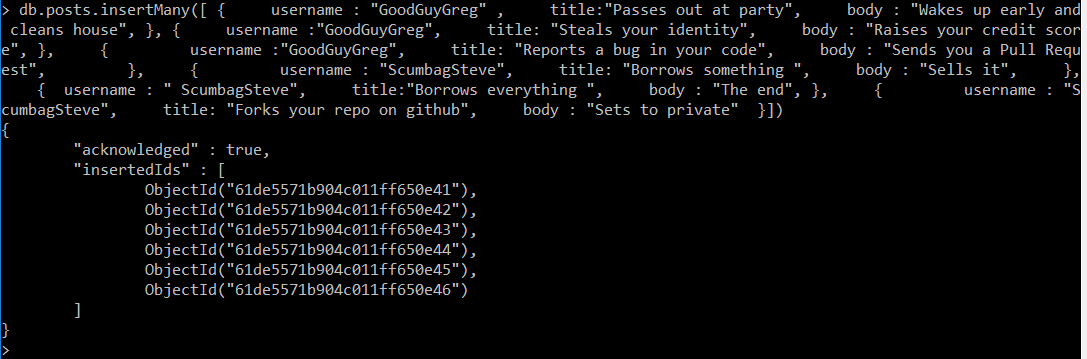 > db.posts.insertMany([ {    username : "GoodGuyGreg" ,    title:"Passes out at party",    body : "Wakes up early and
 cleans house", }, {    username :"GoodGuyGreg",    title: "Steals your identity",    body : "Raises your credit scor
e", },     {        username :"GoodGuyGreg",    title: "Reports a bug in your code",    body : "Sends you a Pull Requ
est",        },     {        username : "ScumbagSteve",    title: "Borrows something ",    body : "Sells it",     },
    {  username : " ScumbagSteve",     title:"Borrows everything ",     body : "The end", },     {         username : "S
cumbagSteve",     title: "Forks your repo on github",     body : "Sets to private"  }])
{
        "acknowledged" : true,
        "insertedIds" : [
                ObjectId("61de5571b904c011ff650e41"),
                ObjectId("61de5571b904c011ff650e42"),
                ObjectId("61de5571b904c011ff650e43"),
                ObjectId("61de5571b904c011ff650e44"),
                ObjectId("61de5571b904c011ff650e45"),
                ObjectId("61de5571b904c011ff650e46")
        ]
}
>